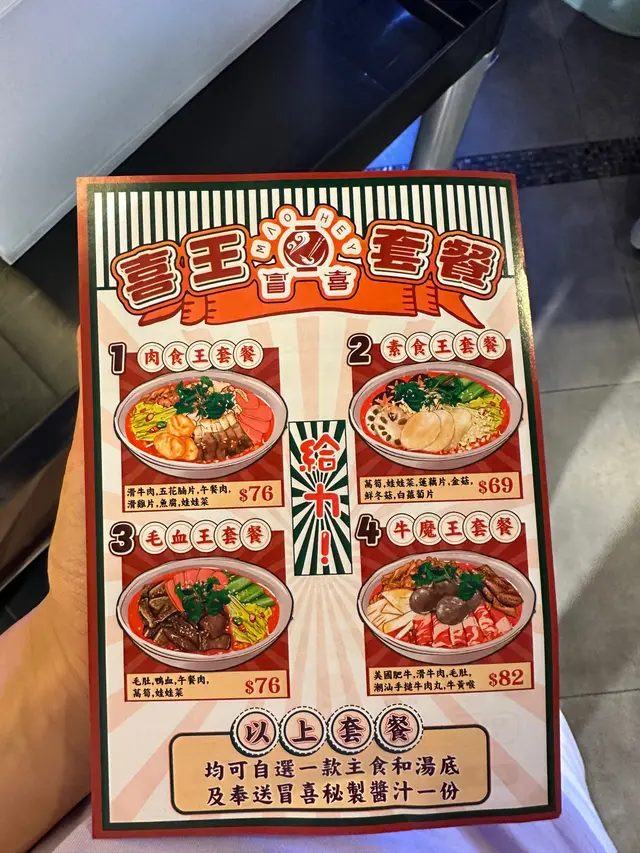 喜王 MAO HEY 套餐
冒喜
1 肉食王套餐
滑牛肉,五花腩片,午餐肉,
滑雞片,魚腐,娃娃菜
$76
2 素食王套餐
萵筍,娃娃菜,蓮藕片,金菇,
鮮冬菇,白蘿蔔片
$69
給力!
3 毛血王套餐
毛肚,鴨血,午餐肉,
萵筍,娃娃菜
$76
4 牛魔王套餐
美國肥牛,滑牛肉,毛肚,
潮汕手搥牛肉丸,牛黃喉
$82
以上套餐
均可自選一款主食和湯底
及奉送冒喜秘製醬汁一份